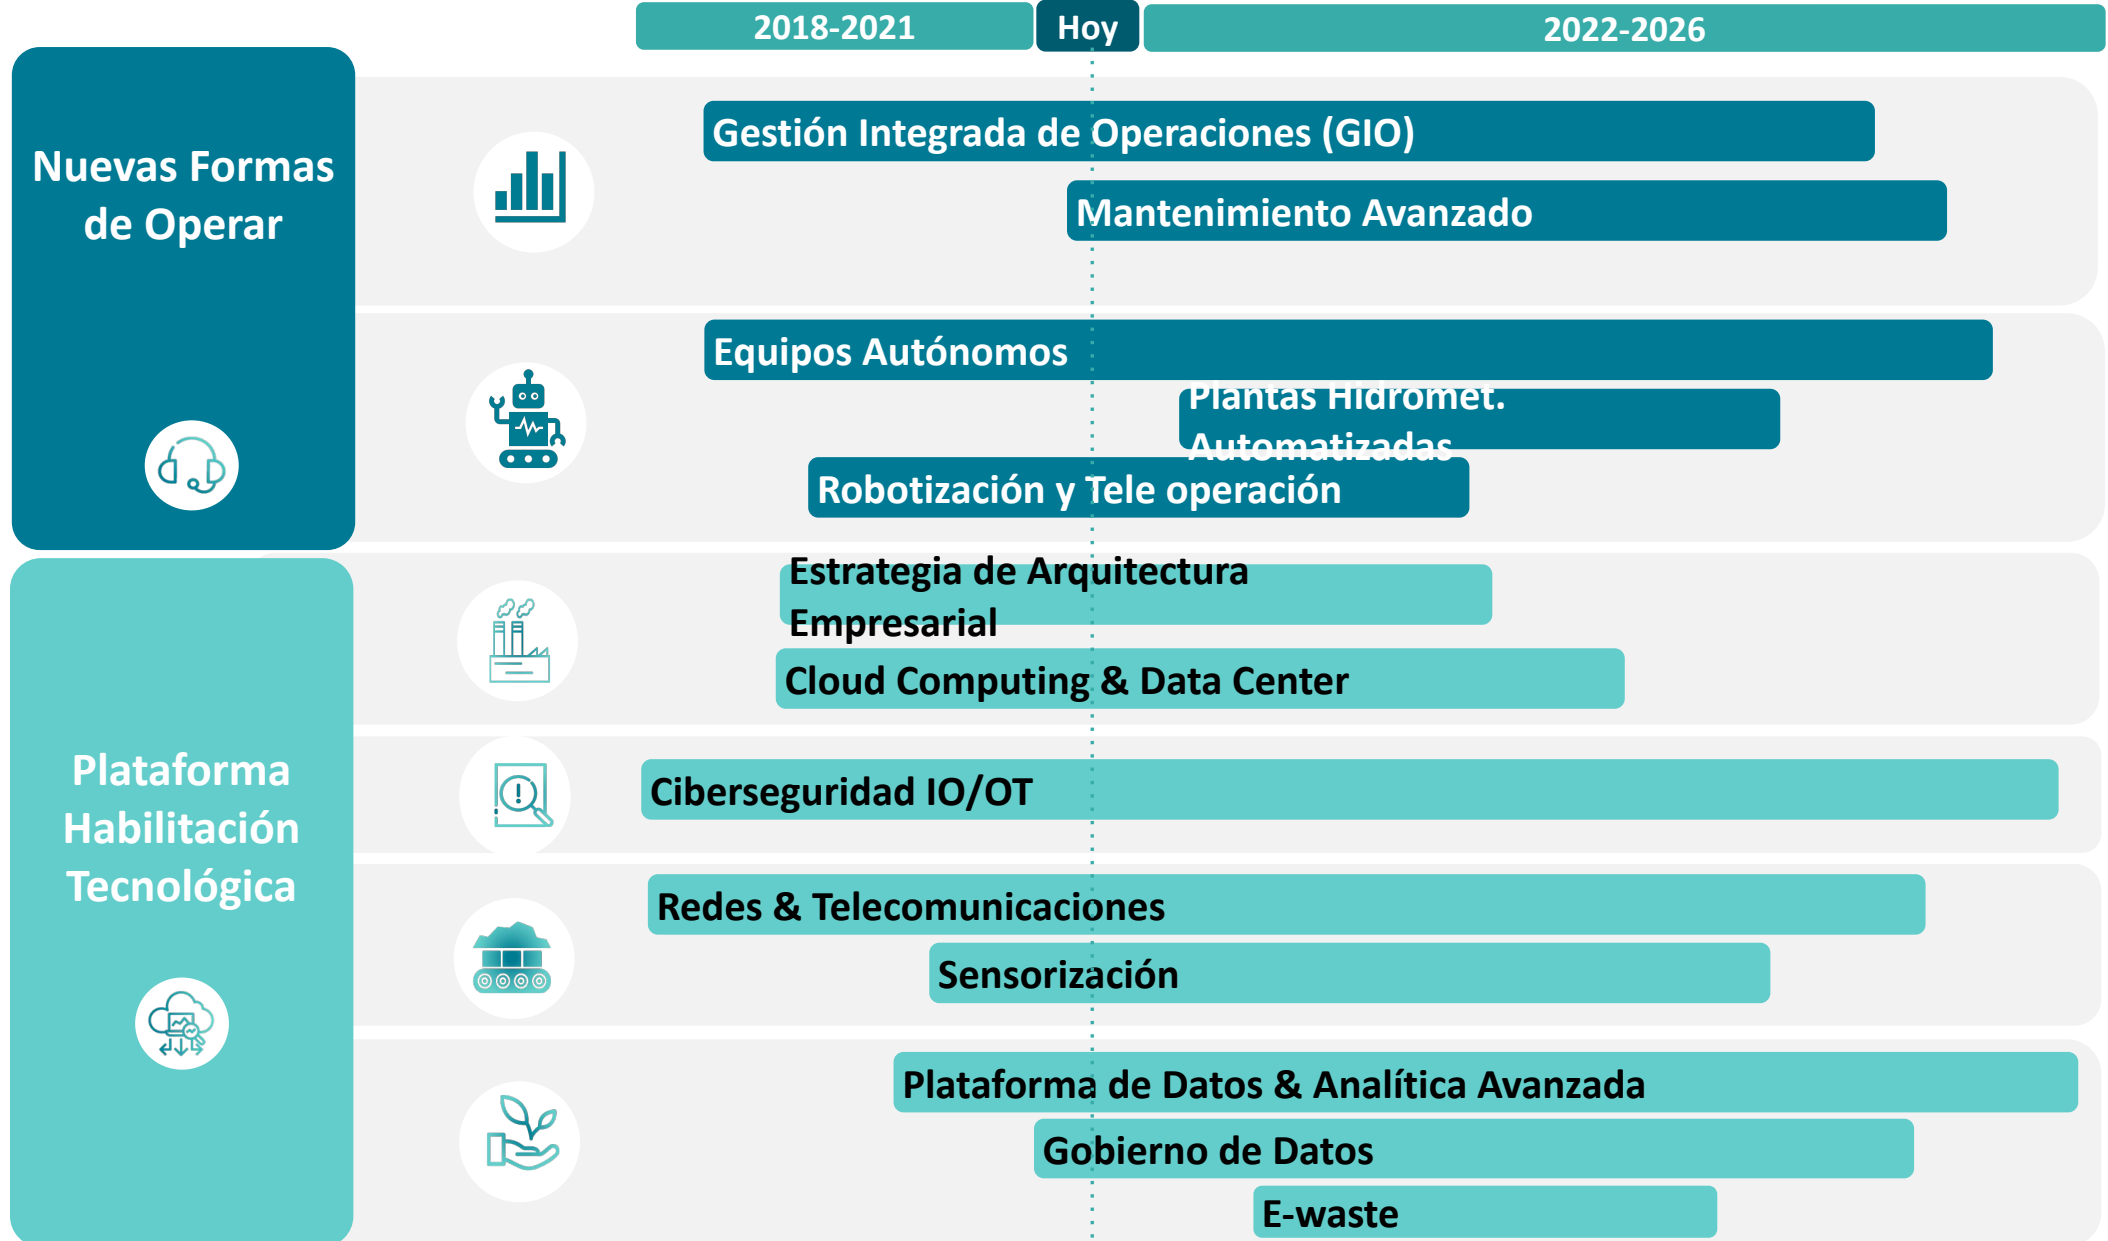 2018-2021
Hoy
2022-2026
Nuevas Formas
de Operar
Gestión Integrada de Operaciones (GIO)
Mantenimiento Avanzado
Equipos Autónomos
Plantas Hidromet.
Automatizadas
Robotización y Tele operación
Plataforma
Habilitación
Tecnológica
Estrategia de Arquitectura
Empresarial
Cloud Computing & Data Center
Ciberseguridad IO/OT
Redes & Telecomunicaciones
Sensorización
Plataforma de Datos & Analítica Avanzada
Gobierno de Datos
E-waste